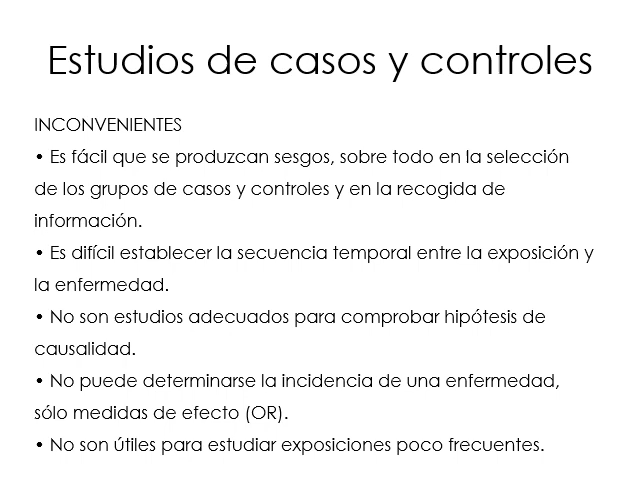 Estudios de casos y controles
INCONVENIENTES
• Es fácil que se produzcan sesgos, sobre todo en la selección
de los grupos de casos y controles y en la recogida de
información.
• Es difícil establecer la secuencia temporal entre la exposición y
la enfermedad.
• No son estudios adecuados para comprobar hipótesis de
causalidad.
• No puede determinarse la incidencia de una enfermedad,
sólo medidas de efecto (OR).
• No son útiles para estudiar exposiciones poco frecuentes.